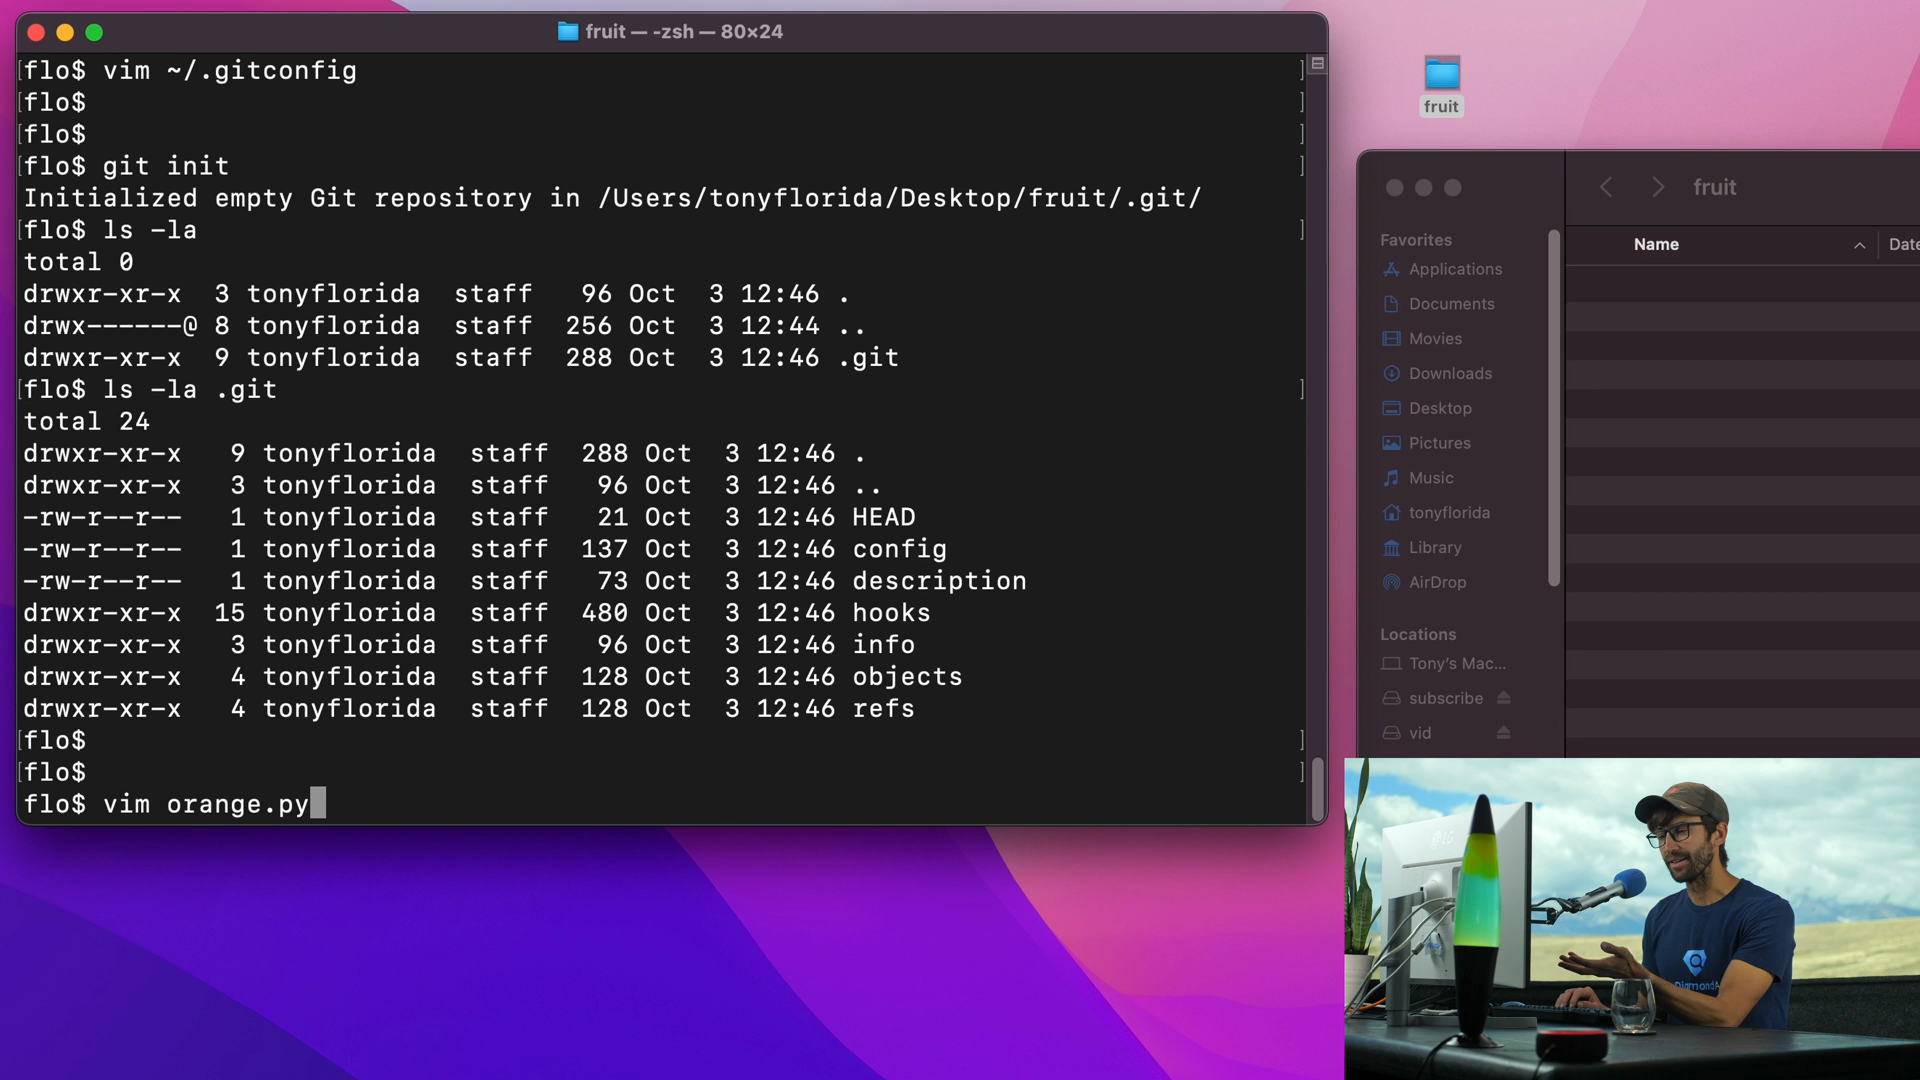 fruit — -zsh — 80×24
flo$ vim ~/.gitconfig
flo$
flo$
flo$ git init
Initialized empty Git repository in /Users/tonyflorida/Desktop/fruit/.git/
flo$ ls -la
total 0
drwxr-xr-x  3 tonyflorida  staff   96 Oct  3 12:46 .
drwx------@ 8 tonyflorida  staff  256 Oct  3 12:44 ..
drwxr-xr-x  9 tonyflorida  staff  288 Oct  3 12:46 .git
flo$ ls -la .git
total 24
drwxr-xr-x   9 tonyflorida  staff  288 Oct  3 12:46 .
drwxr-xr-x   3 tonyflorida  staff   96 Oct  3 12:46 ..
-rw-r--r--   1 tonyflorida  staff   21 Oct  3 12:46 HEAD
-rw-r--r--   1 tonyflorida  staff  137 Oct  3 12:46 config
-rw-r--r--   1 tonyflorida  staff   73 Oct  3 12:46 description
drwxr-xr-x  15 tonyflorida  staff  480 Oct  3 12:46 hooks
drwxr-xr-x   3 tonyflorida  staff   96 Oct  3 12:46 info
drwxr-xr-x   4 tonyflorida  staff  128 Oct  3 12:46 objects
drwxr-xr-x   4 tonyflorida  staff  128 Oct  3 12:46 refs
flo$
flo$
flo$ vim orange.py
fruit
fruit
Name
Date
Favorites
Applications
Documents
Movies
Downloads
Desktop
Pictures
Music
tonyflorida
Library
AirDrop
Locations
Tony's Mac...
subscribe
vid
LG